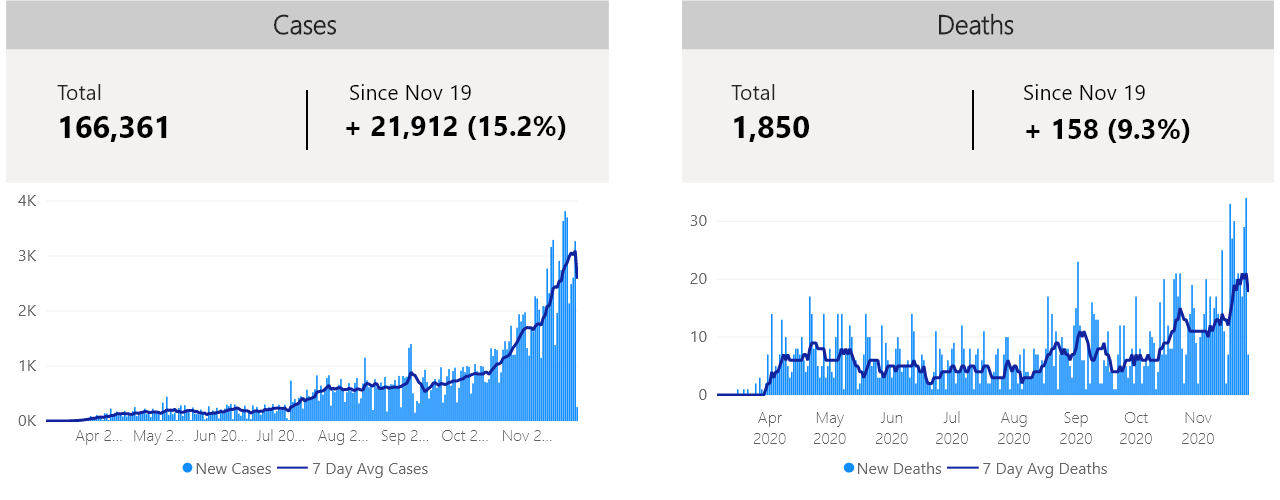 Cases
Total
166,361
Since Nov 19
+ 21,912 (15.2%)
4K
3K
2K
1K
0K
Apr 2... May 2... Jun 20... Jul 20... Aug 2... Sep 2... Oct 2... Nov 2...
New Cases 7 Day Avg Cases
Deaths
Total
1,850
Since Nov 19
+ 158 (9.3%)
30
20
10
0
Apr May Jun Jul Aug Sep Oct Nov
2020 2020 2020 2020 2020 2020 2020 2020
New Deaths 7 Day Avg Deaths